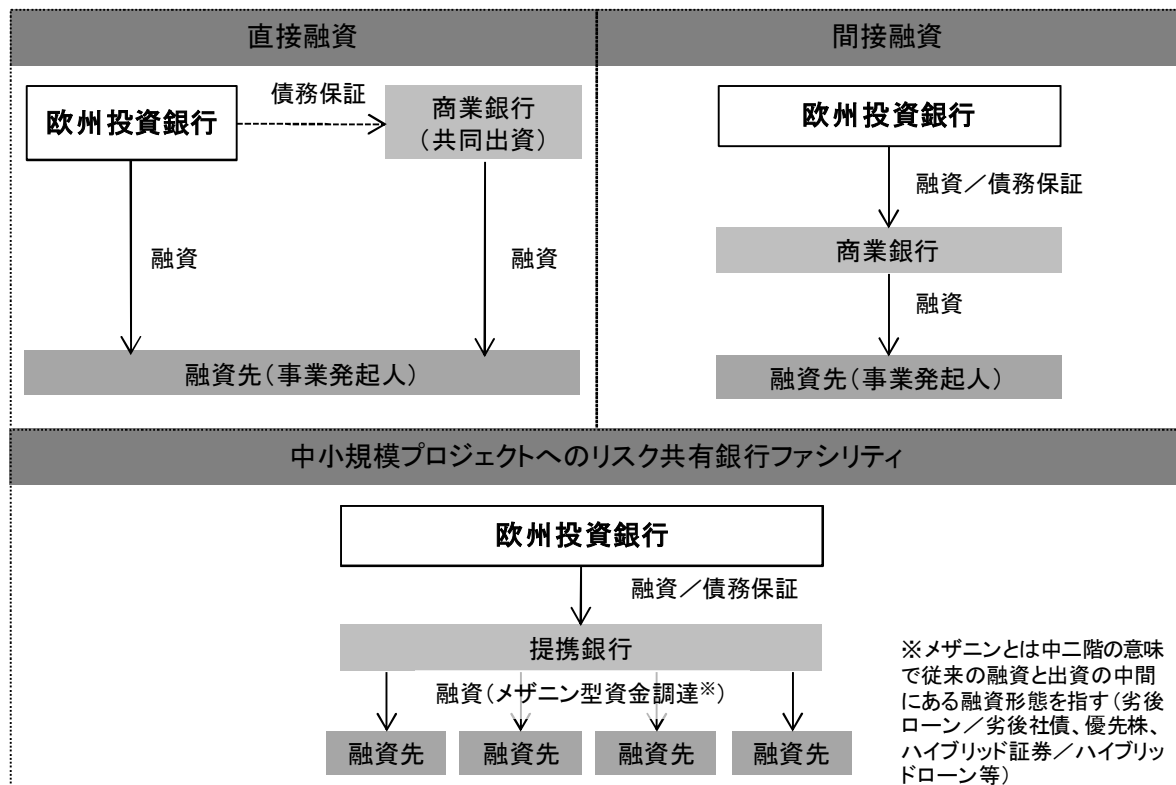 直接融資
欧州投資銀行
債務保証
商業銀行
（共同出資）
融資
融資
融資先（事業発起人）
間接融資
欧州投資銀行
融資／債務保証
商業銀行
融資
融資先（事業発起人）
中小規模プロジェクトへのリスク共有銀行ファシリティ
欧州投資銀行
融資／債務保証
提携銀行
融資（メザニン型資金調達※）
融資先 融資先 融資先 融資先
※メザニンとは中二階の意味
で従来の融資と出資の中間
にある融資形態を指す（劣後
ローン／劣後社債、優先株、
ハイブリッド証券／ハイブリッ
ドローン等）